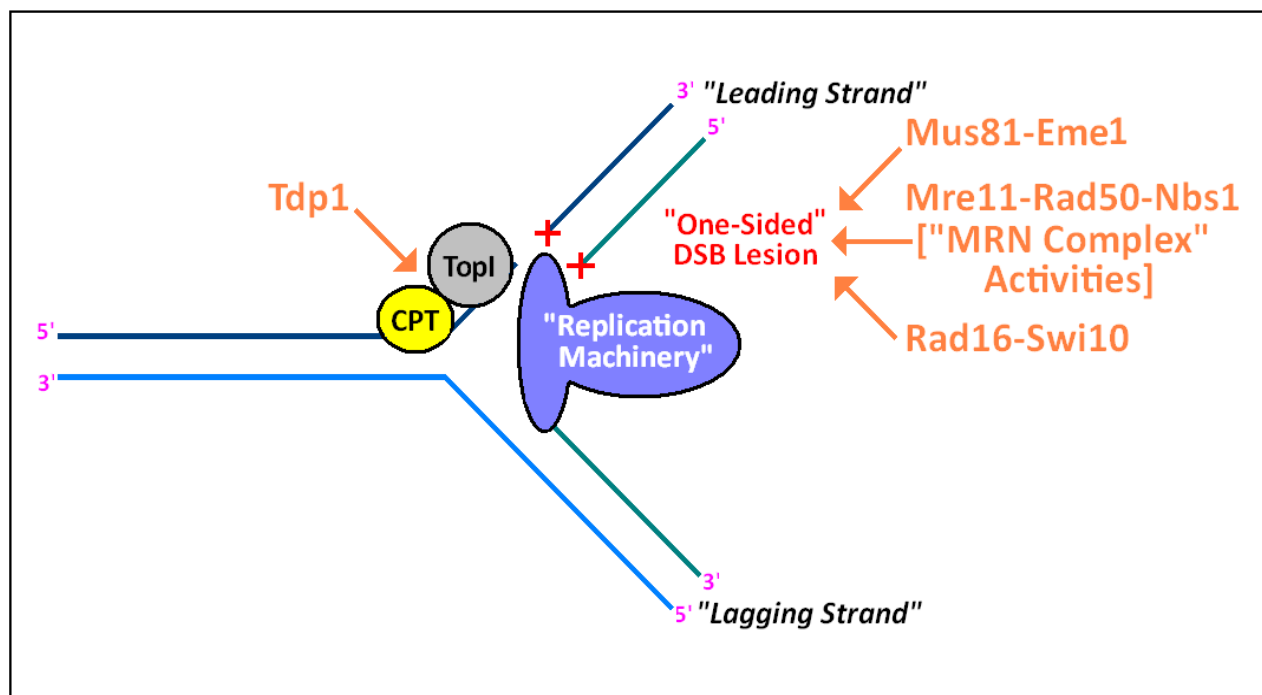 3' "Leading Strand"
5'
Mus81-Eme1
Tdp1
Mre11-Rad50-Nbs1
["MRN Complex"
Activities]
"One-Sided"
DSB Lesion
TopI
CPT
"Replication
Machinery"
Rad16-Swi10
5'
3'
3'
5' "Lagging Strand"